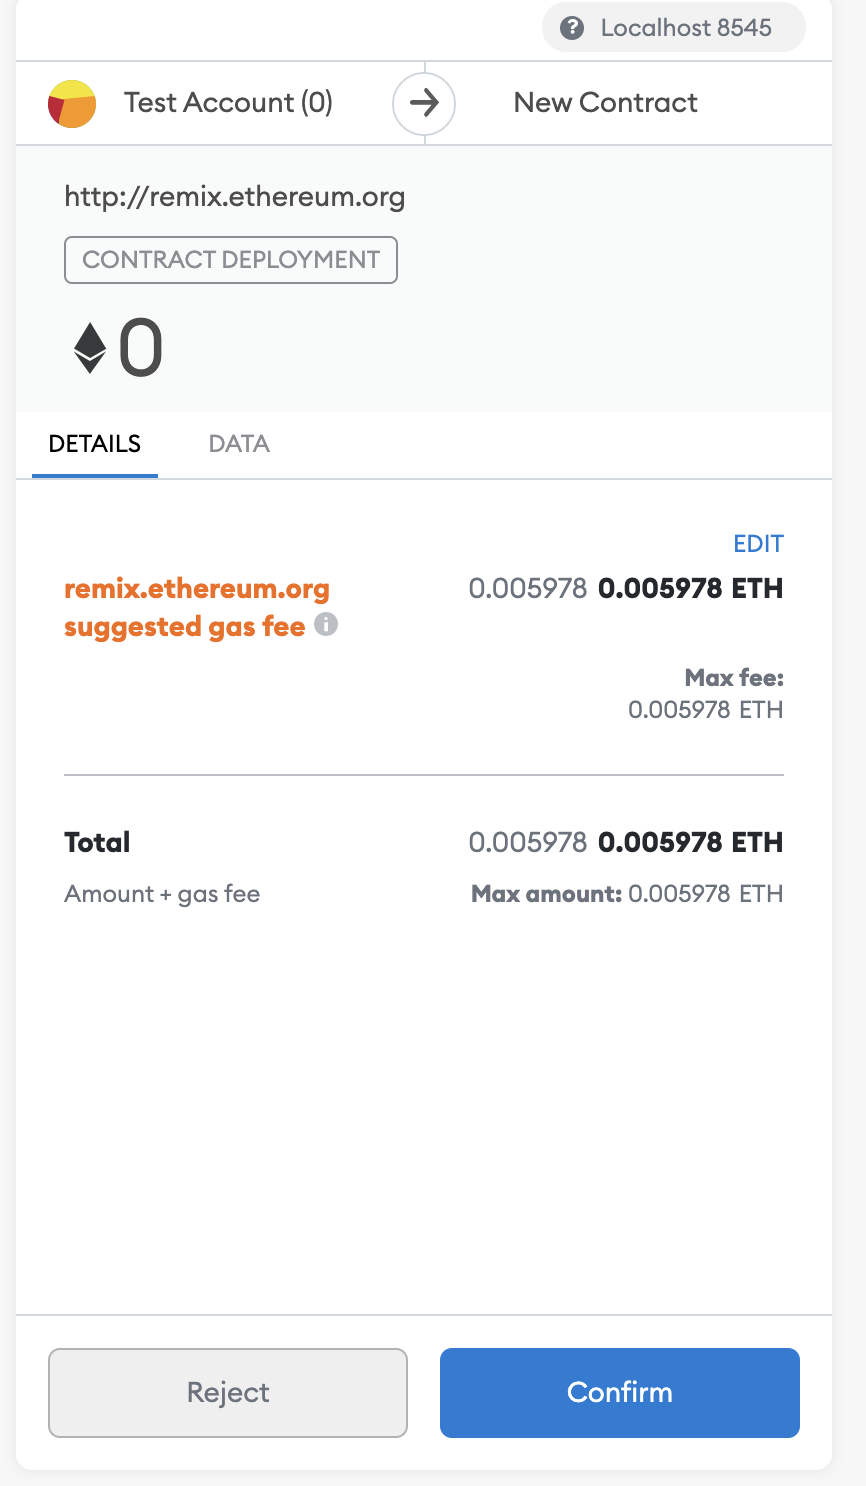 Localhost 8545
Test Account (0)
New Contract
http://remix.ethereum.org
CONTRACT DEPLOYMENT
0
DETAILS DATA
EDIT
remix.ethereum.org 0.005978 0.005978 ETH
suggested gas fee
Max fee:
0.005978 ETH
Total 0.005978 0.005978 ETH
Amount + gas fee Max amount: 0.005978 ETH
Reject Confirm